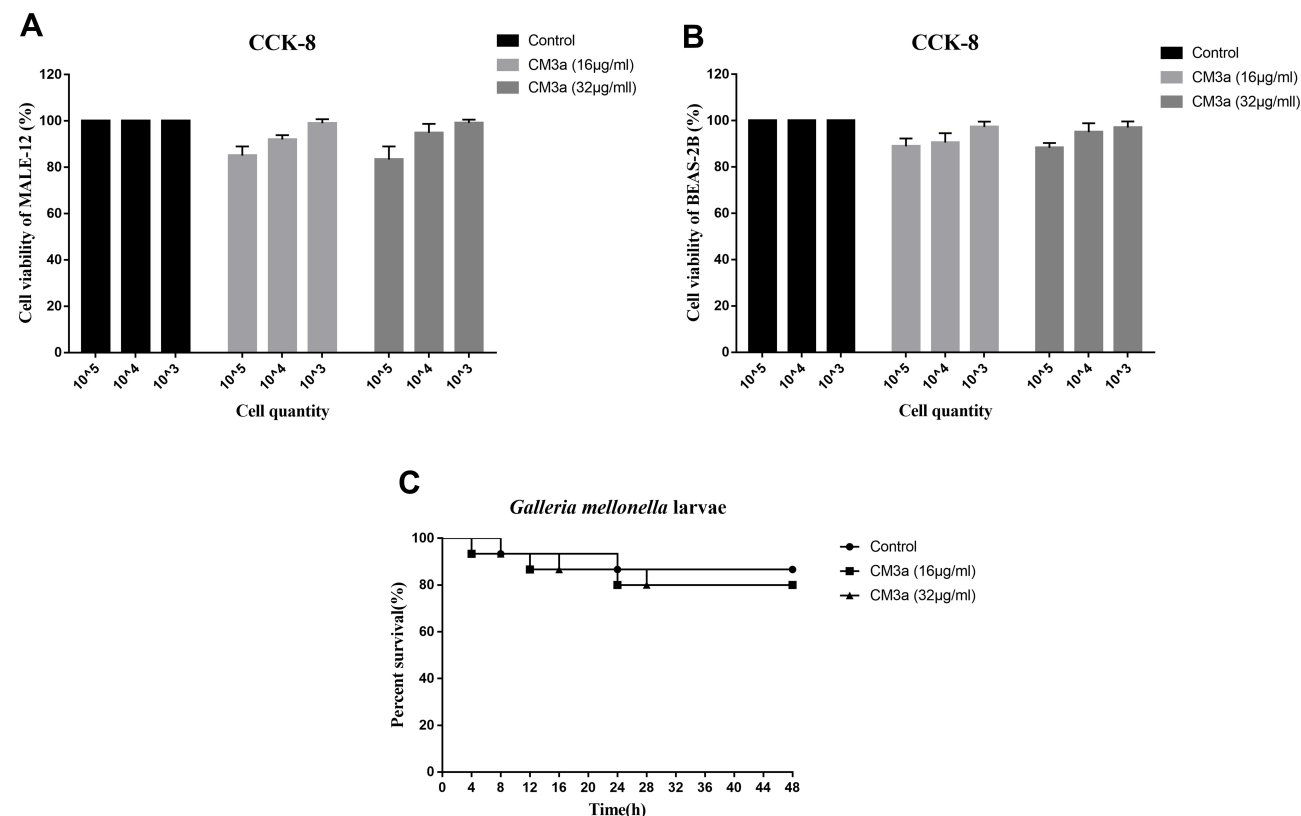 A
CCK-8
Control
CM3a (16µg/ml)
CM3a (32µg/mll)
Cell viability of MALE-12 (%)
120
100
80
60
40
20
0
10^5 10^4 10^3 10^5 10^4 10^3 10^5 10^4 10^3
Cell quantity
B
CCK-8
Control
CM3a (16µg/ml)
CM3a (32µg/mll)
Cell viability of BEAS-2B (%)
120
100
80
60
40
20
0
10^5 10^4 10^3 10^5 10^4 10^3 10^5 10^4 10^3
Cell quantity
C
Galleria mellonella larvae
Control
CM3a (16µg/ml)
CM3a (32µg/ml)
Percent survival(%)
100
80
60
40
20
0
0 4 8 12 16 20 24 28 32 36 40 44 48
Time(h)